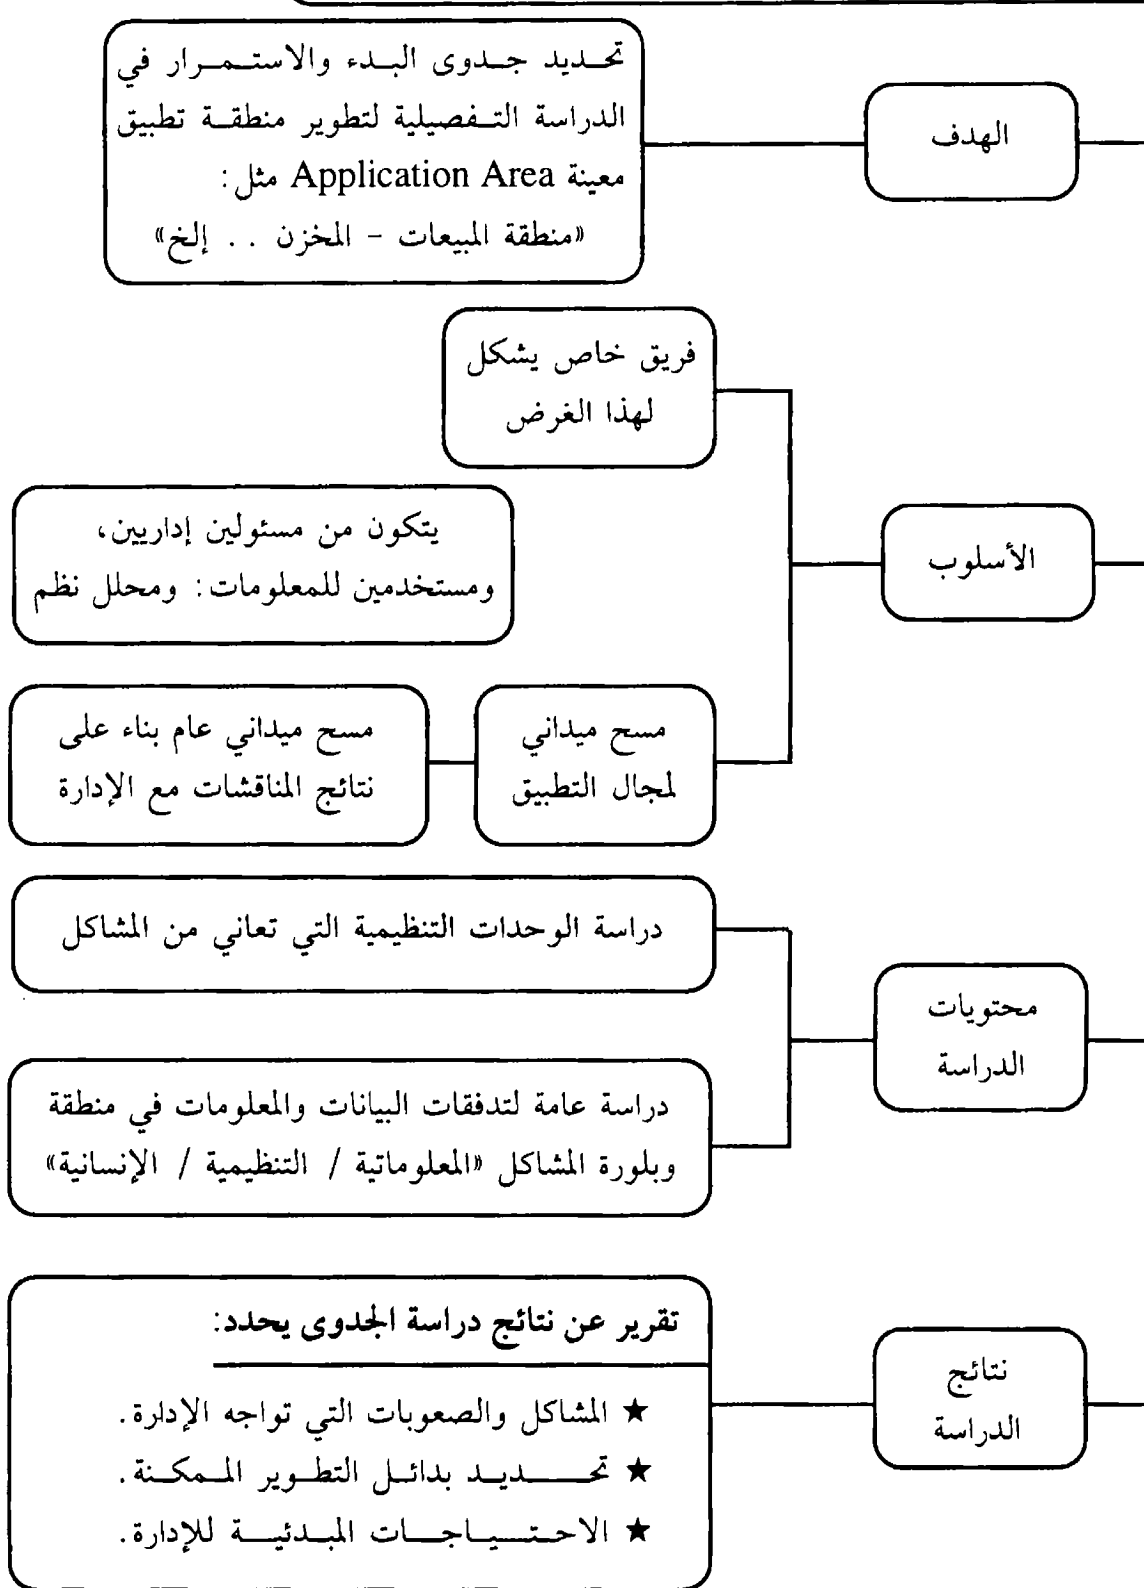 الهدف
تحديد جدوى البدء والاستمرار في
الدراسة التفصيلية لتطوير منطقة تطبيق
معينة Application Area مثل:
«منطقة المبيعات - المخزن .. إلخ»
الأسلوب
فريق خاص يشكل
لهذا الغرض
يتكون من مسئولين إداريين،
ومستخدمين للمعلومات: ومحلل نظم
مسح ميداني
لمجال التطبيق
مسح ميداني عام بناء على
نتائج المناقشات مع الإدارة
محتويات
الدراسة
دراسة الوحدات التنظيمية التي تعاني من المشاكل
دراسة عامة لتدفقات البيانات والمعلومات في منطقة
وبلورة المشاكل «المعلوماتية / التنظيمية / الإنسانية»
نتائج
الدراسة
تقرير عن نتائج دراسة الجدوى يحدد:
★ المشاكل والصعوبات التي تواجه الإدارة.
★ تحديد بدائل التطوير الممكنة.
★ الاحتياجات المبدئية للإدارة.